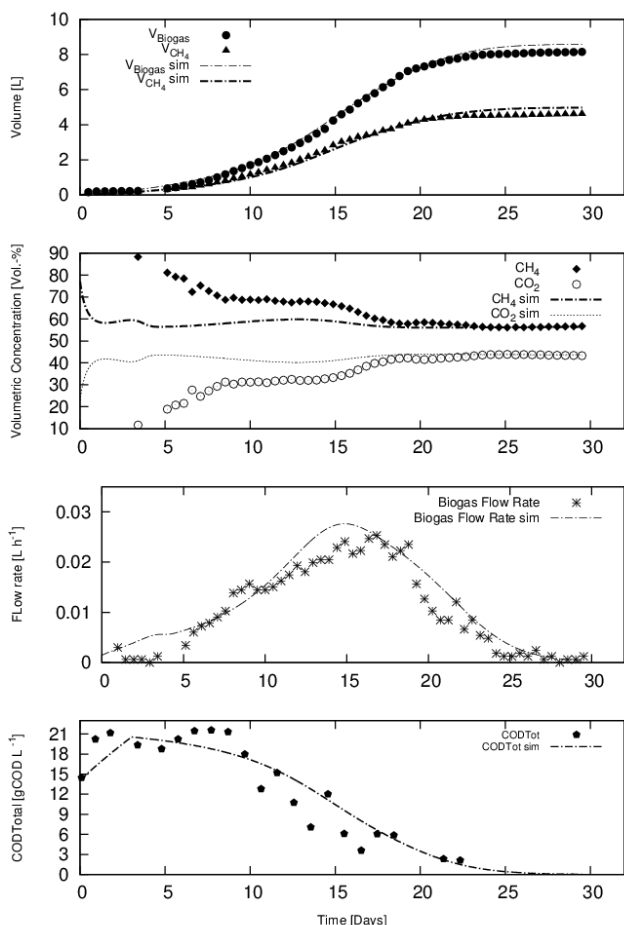 Volume [L]
10
8
6
4
2
0
0 5 10 15 20 25 30
V_Biogas
V_CH4
V_Biogas sim
V_CH4 sim
Volumetric Concentration [Vol.-%]
90
80
70
60
50
40
30
20
10
0 5 10 15 20 25 30
CH4
CO2
CH4 sim
CO2 sim
FLow rate [L h-1]
0.03
0.02
0.01
0
0 5 10 15 20 25 30
Biogas Flow Rate
Biogas Flow Rate sim
CODTotal [gCOD L-1]
21
18
15
12
9
6
3
0
0 5 10 15 20 25 30
CODTot
CODTot sim
Time [Days]